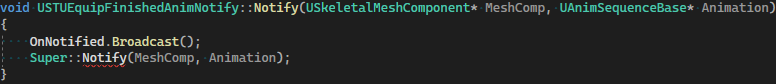 void USTUEquipFinishedAnimNotify::Notify(USkeletalMeshComponent* MeshComp, UAnimSequenceBase* Animation)
{
    OnNotified.Broadcast();
    Super::Notify(MeshComp, Animation);
}